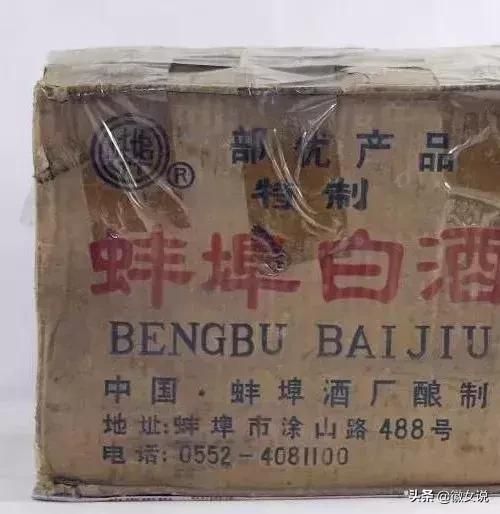 部优产品
特制
蚌埠白酒
BENGBU BAIJIU
中国·蚌埠酒厂酿制
地址:蚌埠市涂山路488号
电话:0552-4081100
头条 @徽女说